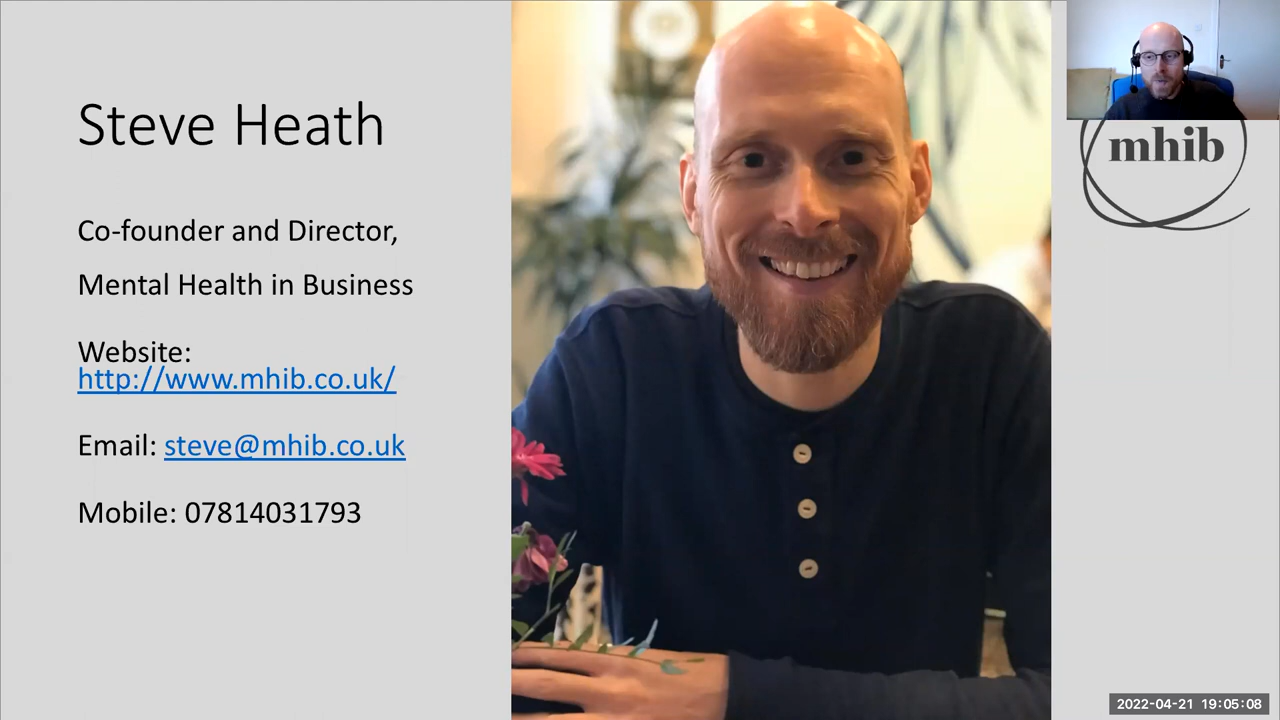 Steve Heath
Co-founder and Director,
Mental Health in Business
Website:
http://www.mhib.co.uk/
Email: steve@mhib.co.uk
Mobile: 07814031793
mhib
2022-04-21 19:05:08